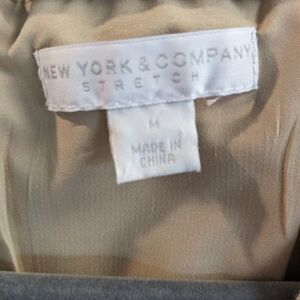 NEW YORK & COMPANY
STRETCH
M
MADE IN
CHINA